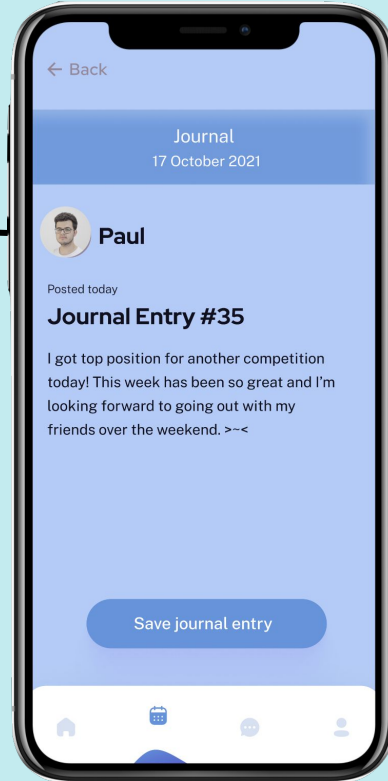 ← Back
Journal
17 October 2021
Paul
Posted today
Journal Entry #35
I got top position for another competition
today! This week has been so great and I'm
looking forward to going out with my
friends over the weekend. >~<
Save journal entry